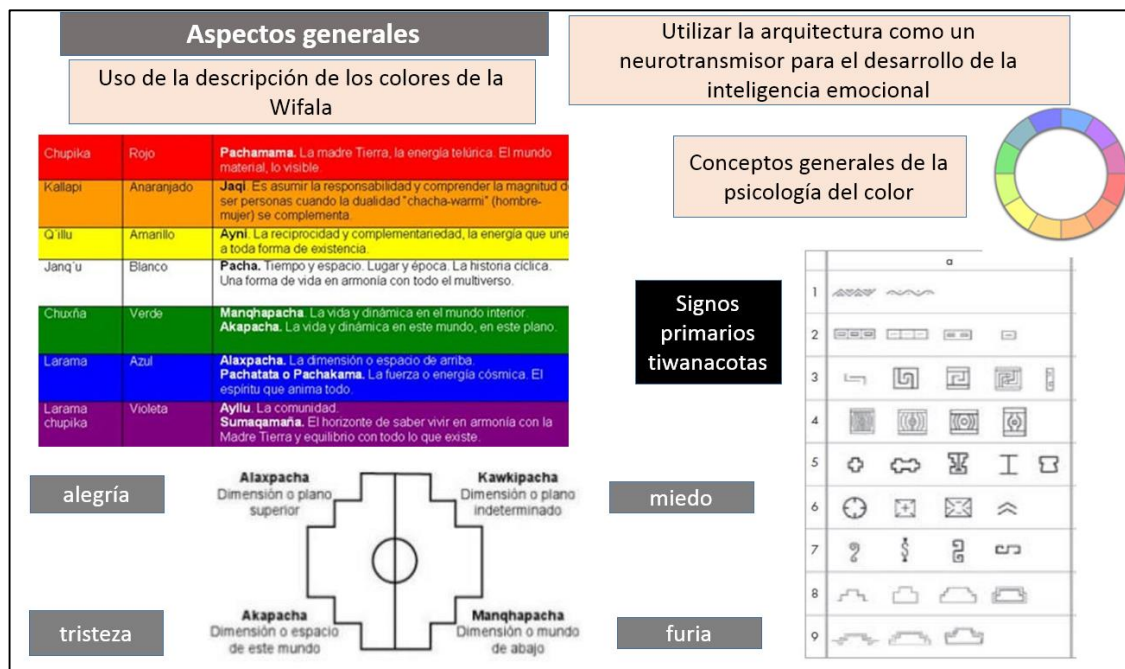 Aspectos generales
Uso de la descripción de los colores de la
Wifala
Utilizar la arquitectura como un
neurotransmisor para el desarrollo de la
inteligencia emocional
Conceptos generales de la
psicología del color
Chupika Rojo Pachamama. La madre Tierra, la energía telúrica. El mundo
material, lo visible.
Kallapi Anaranjado Jaqi. Es asumir la responsabilidad y comprender la magnitud d
ser personas cuando la dualidad "chacha-warmi" (hombre-
mujer) se complementa.
Q'illu Amarillo Ayni. La reciprocidad y complementariedad, la energía que une
a toda forma de existencia.
Janq'u Blanco Pacha. Tiempo y espacio. Lugar y época. La historia cíclica.
Una forma de vida en armonía con todo el multiverso.
Chuxña Verde Manqhapacha. La vida y dinámica en el mundo interior.
Akapacha. La vida y dinámica en este mundo, en este plano.
Larama Azul Alaxpacha. La dimensión o espacio de arriba.
Pachatata o Pachakama. La fuerza o energía cósmica. El
espíritu que anima todo.
Larama
chupika Violeta Ayllu. La comunidad.
Sumaqamaña. El horizonte de saber vivir en armonía con la
Madre Tierra y equilibrio con todo lo que existe.
Signos
primarios
tiwanacotas
a
1
2
3
4
5
6
7
8
9
alegría
Alaxpacha
Dimensión o plano
superior
Kawkipacha
Dimensión o plano
indeterminado
miedo
tristeza
Akapacha
Dimensión o espacio
de este mundo
Manqhapacha
Dimensión o mundo
de abajo
furia